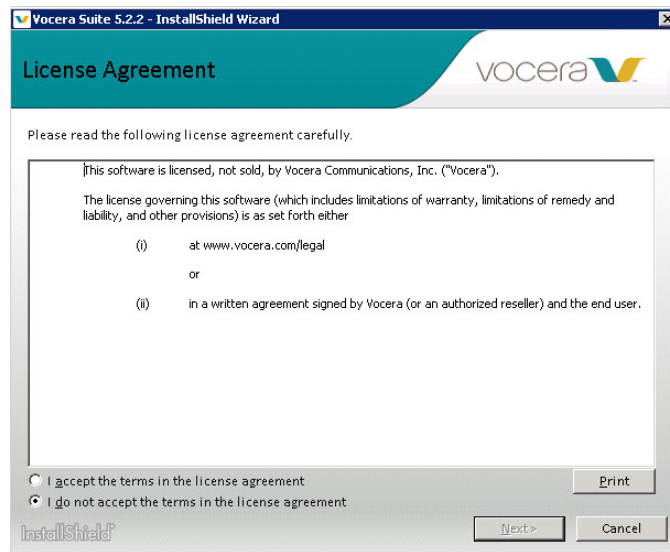 Vocera Suite 5.2.2 - InstallShield Wizard
License Agreement
vocera
Please read the following license agreement carefully.
This software is licensed, not sold, by Vocera Communications, Inc. ("Vocera").
The license governing this software (which includes limitations of warranty, limitations of remedy and
liability, and other provisions) is as set forth either
(i) at www.vocera.com/legal
or
(ii) in a written agreement signed by Vocera (or an authorized reseller) and the end user.
I accept the terms in the license agreement
Print
I do not accept the terms in the license agreement
InstallShield
Next >
Cancel